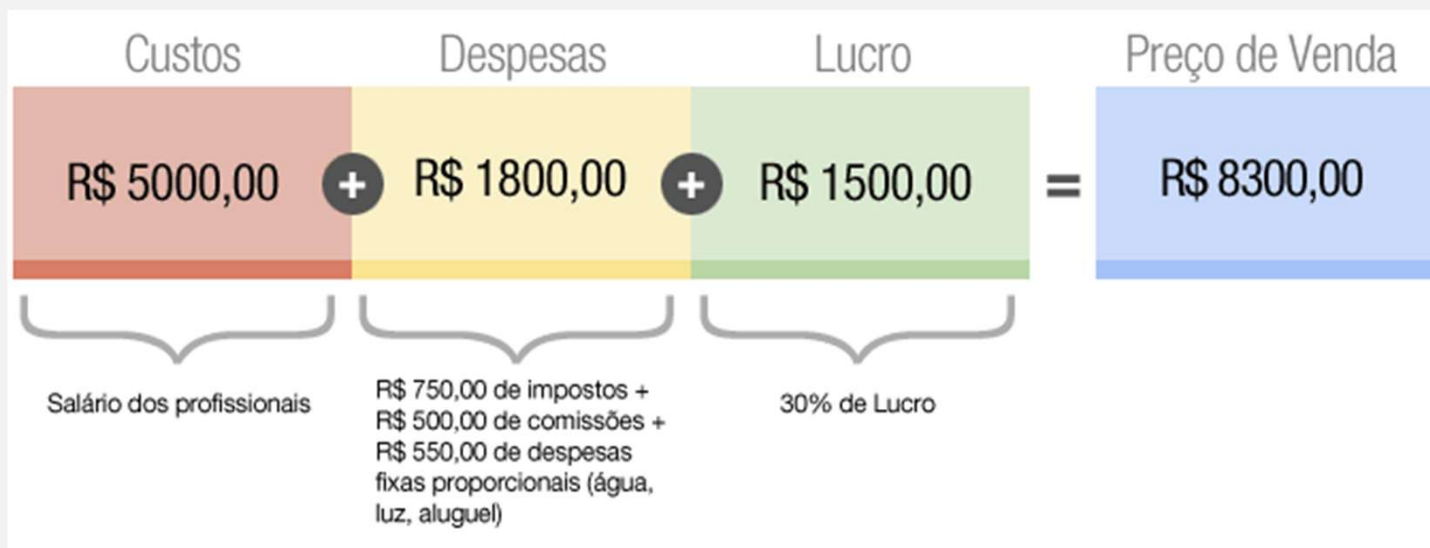 Custos
Despesas
Lucro
Preço de Venda
R$ 5000,00
+
R$ 1800,00
+
R$ 1500,00
=
R$ 8300,00
Salário dos profissionais
R$ 750,00 de impostos +
R$ 500,00 de comissões +
R$ 550,00 de despesas
fixas proporcionais (água,
luz, aluguel)
30% de Lucro